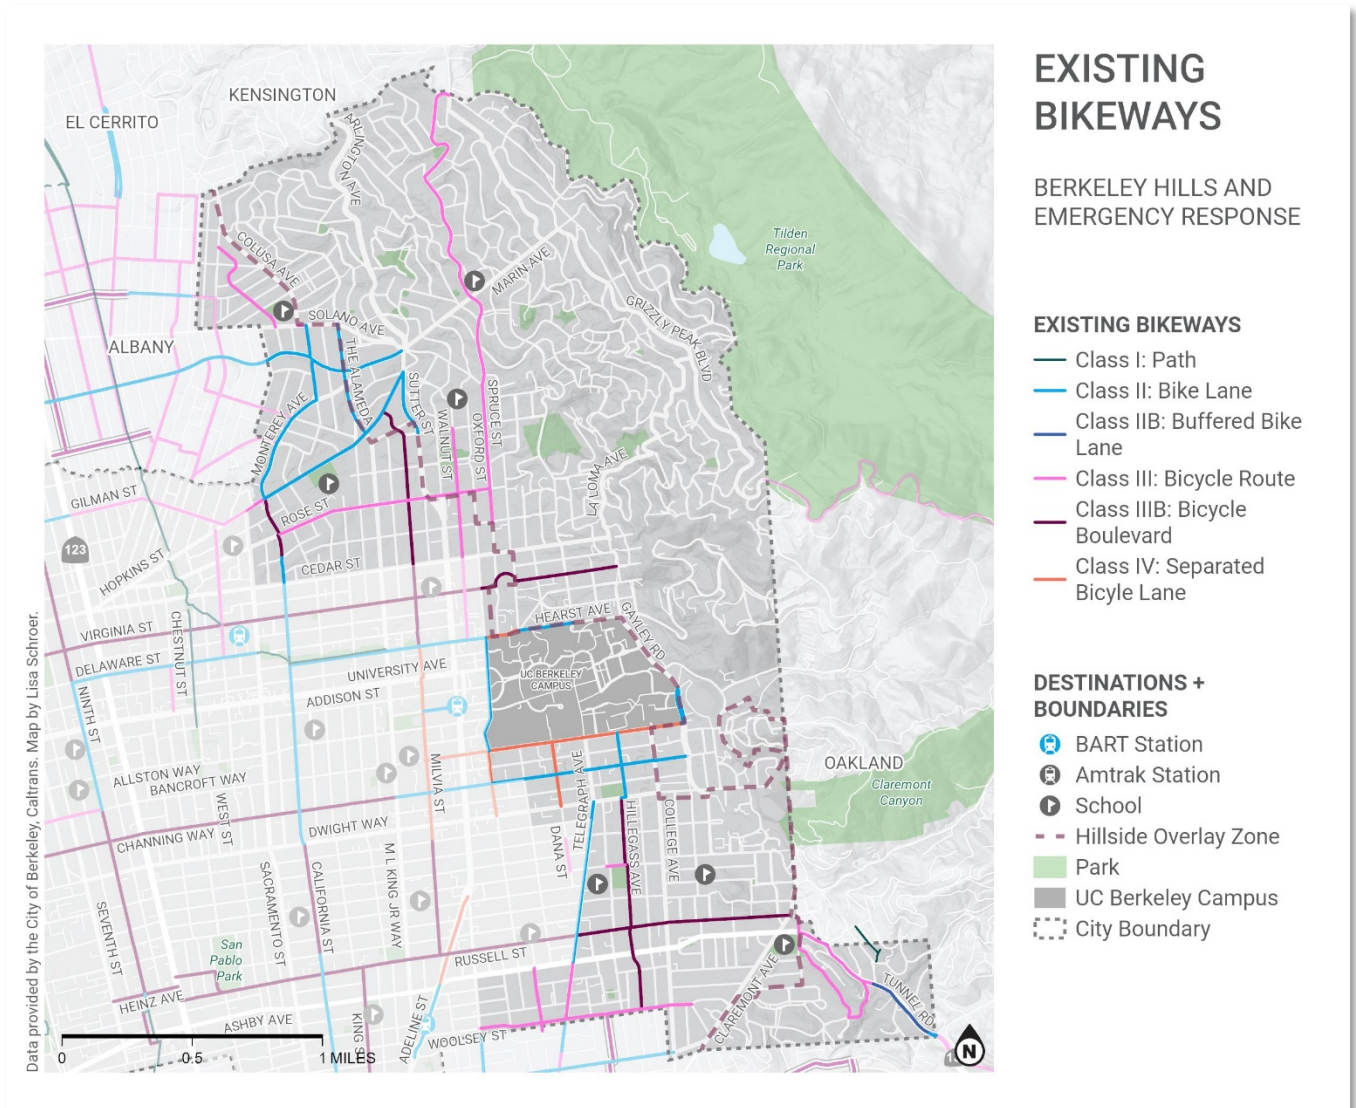 EXISTING
BIKEWAYS
BERKELEY HILLS AND
EMERGENCY RESPONSE
EXISTING BIKEWAYS
Class I: Path
Class II: Bike Lane
Class IIB: Buffered Bike
Lane
Class III: Bicycle Route
Class IIIB: Bicycle
Boulevard
Class IV: Separated
Bicyle Lane
DESTINATIONS +
BOUNDARIES
BART Station
Amtrak Station
School
Hillside Overlay Zone
Park
UC Berkeley Campus
City Boundary
KENSINGTON
EL CERRITO
ARLINGTON AVE
COLUSA AVE
Tilden
Regional
Park
MARIN AVE
GRIZZLY PEAK BLVD
SOLANO AVE
ALBANY
THE ALAMEDA
SUTTER ST
SPRUCE ST
MONTEREY AVE
WALNUT ST
OXFORD ST
LA LOMA AVE
GILMAN ST
ROSE ST
123
HOPKINS ST
CEDAR ST
VIRGINIA ST
CHESTNUT ST
HEARST AVE
GAYLEY RD
DELAWARE ST
UNIVERSITY AVE
UC BERKELEY
CAMPUS
NINTH ST
ADDISON ST
MILVIA ST
TELEGRAPH AVE
OAKLAND
ALLSTON WAY
BANCROFT WAY
WEST ST
Claremont
Canyon
CHANNING WAY
DWIGHT WAY
DANA ST
HILLEGASS AVE
COLLEGE AVE
M L KING JR WAY
SACRAMENTO ST
CALIFORNIA ST
SEVENTH ST
San
Pablo
Park
RUSSELL ST
HEINZ AVE
ASHBY AVE
KING S
ADELINE ST
WOOLSEY ST
CLAREMONT AVE
TUNNEL RD
0
0.5
1 MILES
N
Data provided by the City of Berkeley, Caltrans. Map by Lisa Schroer.